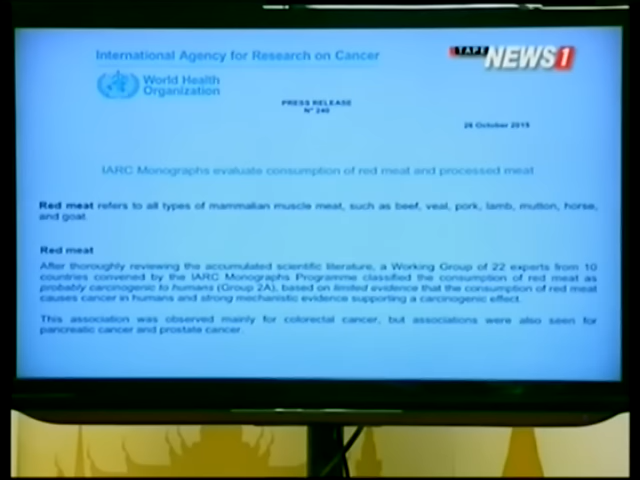 International Agency for Research on Cancer
TAPE NEWS1
World Health
Organization
PRESS RELEASE
N° 240
26 October 2015
IARC Monographs evaluate consumption of red meat and processed meat
Red meat refers to all types of mammalian muscle meat, such as beef, veal, pork, lamb, mutton, horse,
and goat
Red meat
After thoroughly reviewing the accumulated scientific literature, a Working Group of 22 experts from 10
countries convened by the IARC Monographs Programme classified the consumption of red meat as
probably carcinogenic to humans (Group 2A), based on limited evidence that the consumption of red meat
causes cancer in humans and strong mechanistic evidence supporting a carcinogenic effect.
This association was observed mainly for colorectal cancer, but associations were also seen for
pancreatic cancer and prostate cancer.